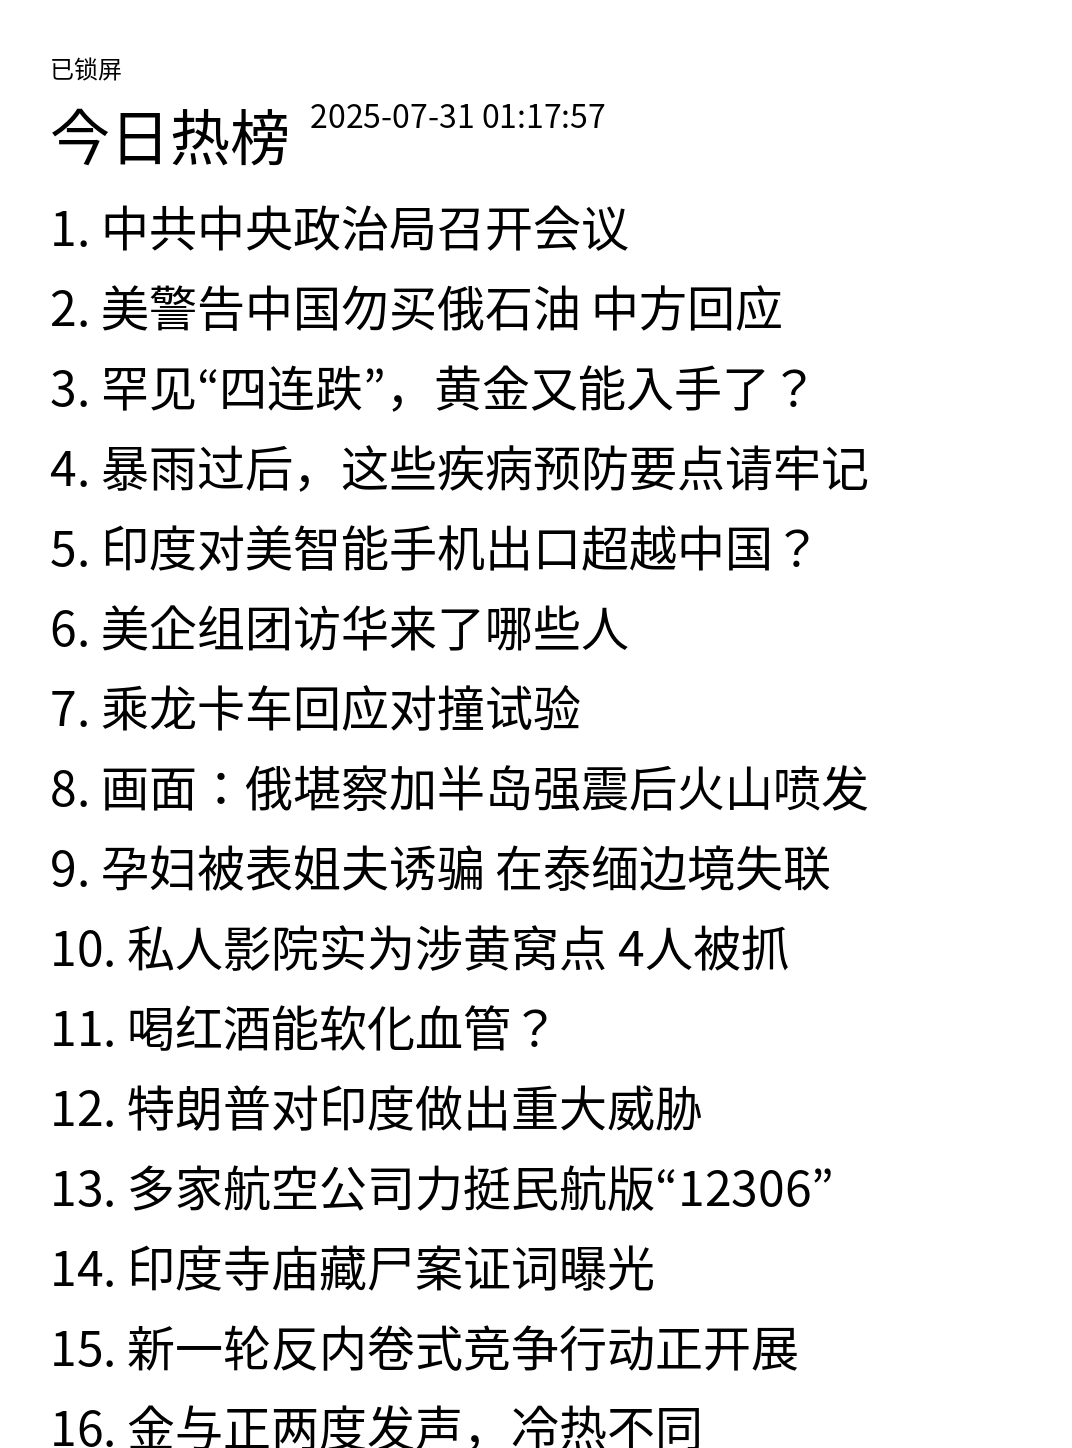 已锁屏
今日热榜 2025-07-31 01:17:57
1. 中共中央政治局召开会议
2. 美警告中国勿买俄石油 中方回应
3. 罕见“四连跌”，黄金又能入手了？
4. 暴雨过后，这些疾病预防要点请牢记
5. 印度对美智能手机出口超越中国？
6. 美企组团访华来了哪些人
7. 乘龙卡车回应对撞试验
8. 画面：俄堪察加半岛强震后火山喷发
9. 孕妇被表姐夫诱骗 在泰缅边境失联
10. 私人影院实为涉黄窝点 4人被抓
11. 喝红酒能软化血管？
12. 特朗普对印度做出重大威胁
13. 多家航空公司力挺民航版“12306”
14. 印度寺庙藏尸案证词曝光
15. 新一轮反内卷式竞争行动正开展
16. 金与正两度发声，冷热不同